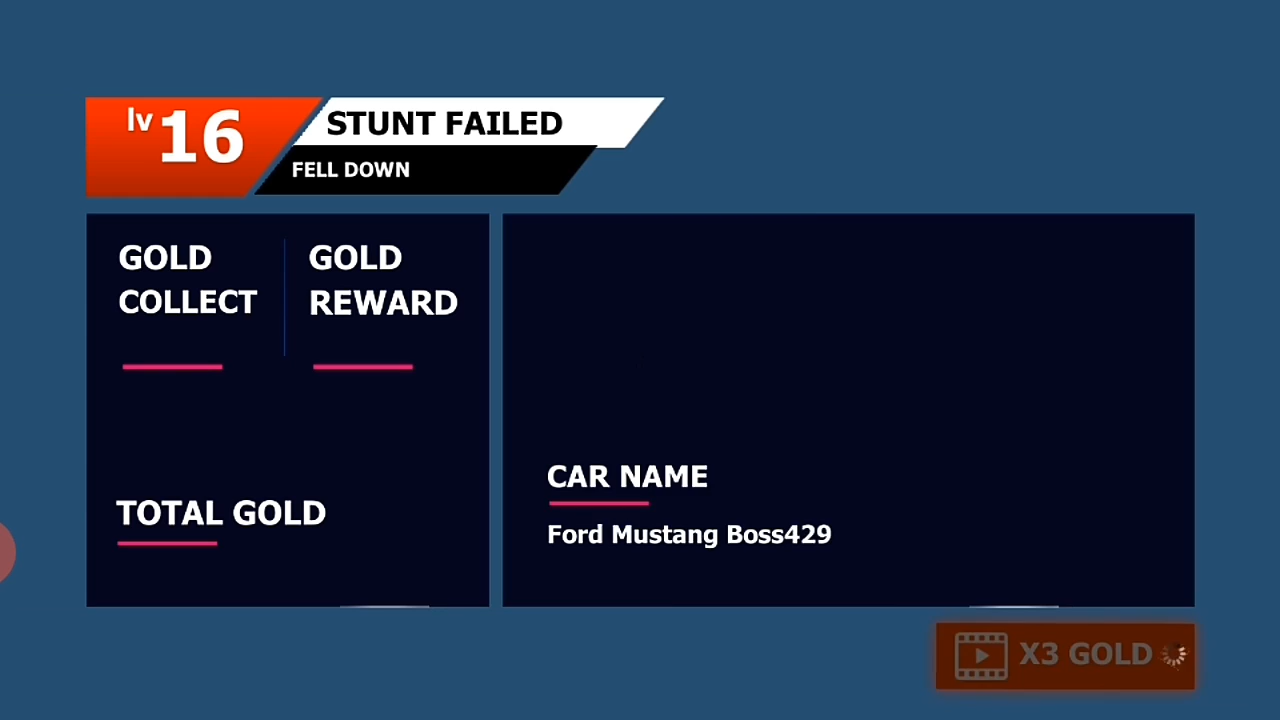 lv 16
STUNT FAILED
FELL DOWN
GOLD
COLLECT
GOLD
REWARD
TOTAL GOLD
CAR NAME
Ford Mustang Boss429
X3 GOLD